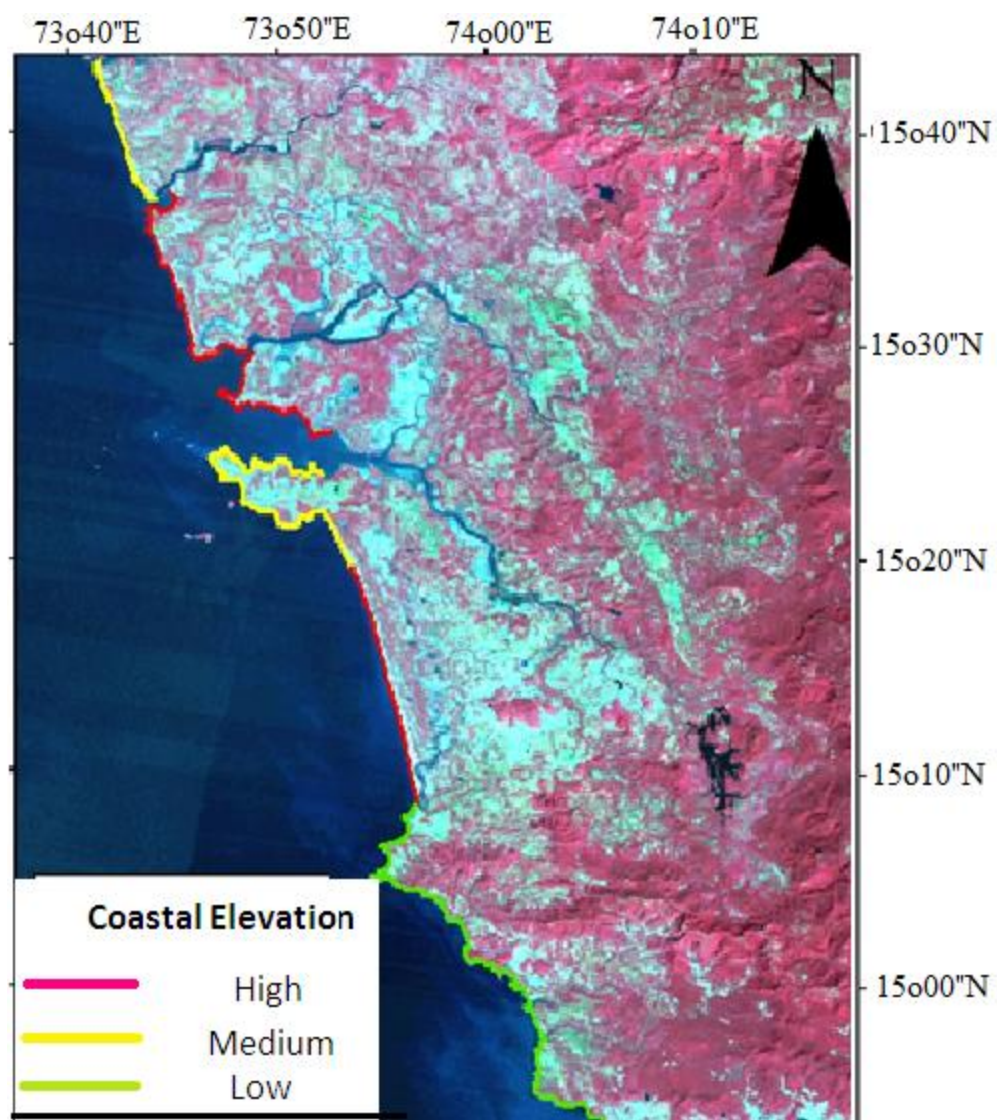 73o40"E 73o50"E 74o00"E 74o10"E
N
15o40"N
15o30"N
15o20"N
15o10"N
15o00"N
Coastal Elevation
High
Medium
Low